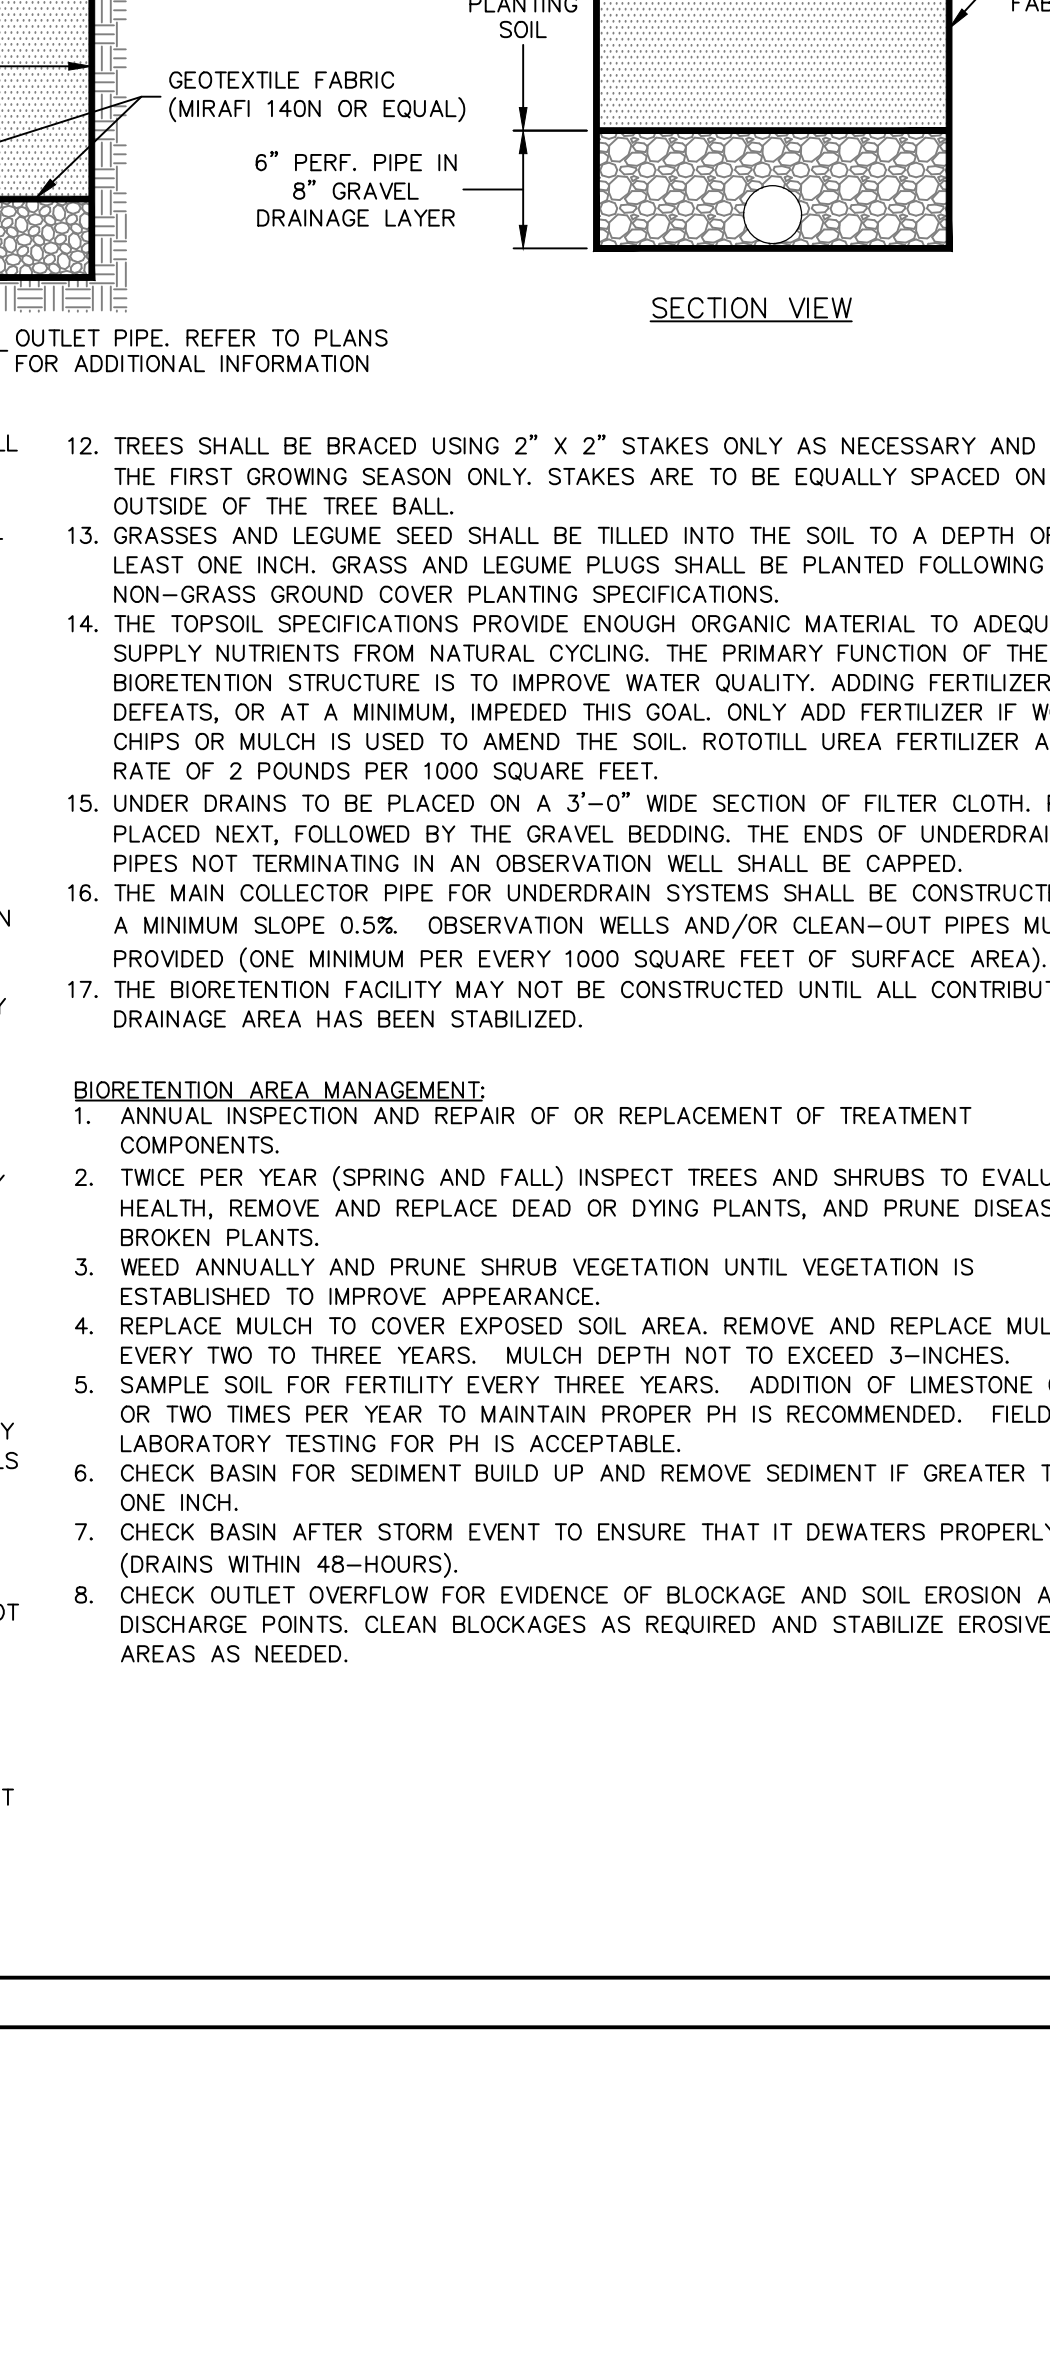 PLANTING
SOIL
GEOTEXTILE FABRIC
(MIRAFI 140N OR EQUAL)
6" PERF. PIPE IN
8" GRAVEL
DRAINAGE LAYER
SECTION VIEW
OUTLET PIPE. REFER TO PLANS
FOR ADDITIONAL INFORMATION
12. TREES SHALL BE BRACED USING 2" X 2" STAKES ONLY AS NECESSARY AND
THE FIRST GROWING SEASON ONLY. STAKES ARE TO BE EQUALLY SPACED ON
OUTSIDE OF THE TREE BALL.
13. GRASSES AND LEGUME SEED SHALL BE TILLED INTO THE SOIL TO A DEPTH
LEAST ONE INCH. GRASS AND LEGUME PLUGS SHALL BE PLANTED FOLLOWING
NON-GRASS GROUND COVER PLANTING SPECIFICATIONS.
14. THE TOPSOIL SPECIFICATIONS PROVIDE ENOUGH ORGANIC MATERIAL TO ADEQU
SUPPLY NUTRIENTS FROM NATURAL CYCLING. THE PRIMARY FUNCTION OF THE
BIORETENTION STRUCTURE IS TO IMPROVE WATER QUALITY. ADDING FERTILIZER
DEFEATS, OR AT A MINIMUM, IMPEDED THIS GOAL. ONLY ADD FERTILIZER IF
CHIPS OR MULCH IS USED TO AMEND THE SOIL. ROTOTILL UREA FERTILIZER A
RATE OF 2 POUNDS PER 1000 SQUARE FEET.
15. UNDER DRAINS TO BE PLACED ON A 3'-0" WIDE SECTION OF FILTER CLOTH.
PLACED NEXT, FOLLOWED BY THE GRAVEL BEDDING. THE ENDS OF UNDERDRAI
PIPES NOT TERMINATING IN AN OBSERVATION WELL SHALL BE CAPPED.
16. THE MAIN COLLECTOR PIPE FOR UNDERDRAIN SYSTEMS SHALL BE CONSTRUCT
A MINIMUM SLOPE 0.5%. OBSERVATION WELLS AND/OR CLEAN-OUT PIPES MU
PROVIDED (ONE MINIMUM PER EVERY 1000 SQUARE FEET OF SURFACE AREA).
17. THE BIORETENTION FACILITY MAY NOT BE CONSTRUCTED UNTIL ALL CONTRIBUT
DRAINAGE AREA HAS BEEN STABILIZED.
BIORETENTION AREA MANAGEMENT:
1. ANNUAL INSPECTION AND REPAIR OF OR REPLACEMENT OF TREATMENT
COMPONENTS.
2. TWICE PER YEAR (SPRING AND FALL) INSPECT TREES AND SHRUBS TO EVALU
HEALTH, REMOVE AND REPLACE DEAD OR DYING PLANTS, AND PRUNE DISEAS
BROKEN PLANTS.
3. WEED ANNUALLY AND PRUNE SHRUB VEGETATION UNTIL VEGETATION IS
ESTABLISHED TO IMPROVE APPEARANCE.
4. REPLACE MULCH TO COVER EXPOSED SOIL AREA. REMOVE AND REPLACE MUL
EVERY TWO TO THREE YEARS. MULCH DEPTH NOT TO EXCEED 3-INCHES.
5. SAMPLE SOIL FOR FERTILITY EVERY THREE YEARS. ADDITION OF LIMESTONE
OR TWO TIMES PER YEAR TO MAINTAIN PROPER PH IS RECOMMENDED. FIELD
LABORATORY TESTING FOR PH IS ACCEPTABLE.
6. CHECK BASIN FOR SEDIMENT BUILD UP AND REMOVE SEDIMENT IF GREATER
ONE INCH.
7. CHECK BASIN AFTER STORM EVENT TO ENSURE THAT IT DEWATERS PROPERLY
(DRAINS WITHIN 48-HOURS).
8. CHECK OUTLET OVERFLOW FOR EVIDENCE OF BLOCKAGE AND SOIL EROSION A
DISCHARGE POINTS. CLEAN BLOCKAGES AS REQUIRED AND STABILIZE EROSIVE
AREAS AS NEEDED.